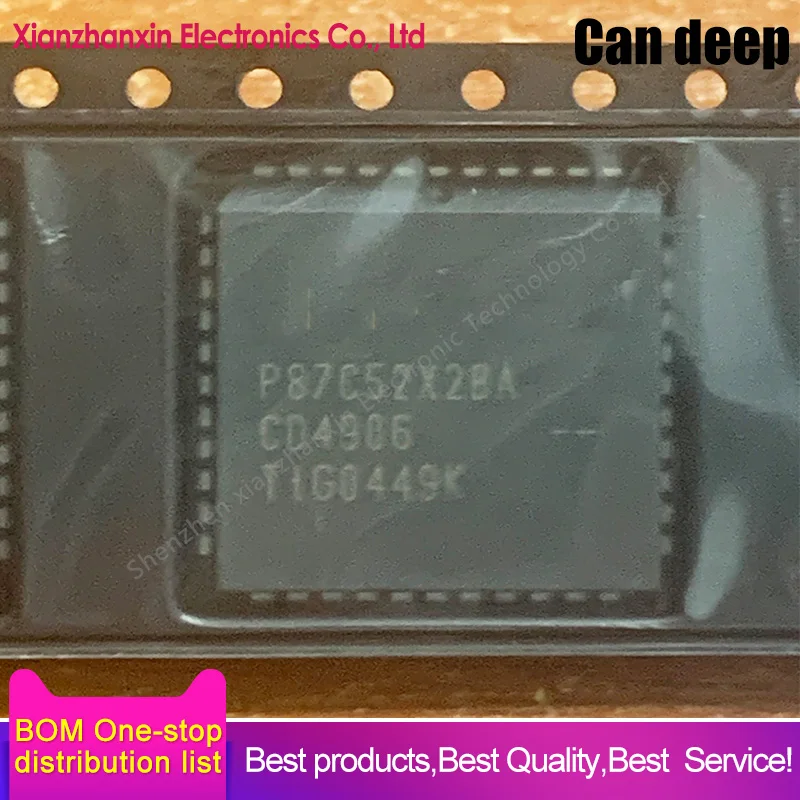 Xianzhanxin Electronics Co., Ltd
Can deep
P87C52X2BA
CD4906
TIG0449K
BOM One-stop
distribution list
Best products,Best Quality,Best Service!